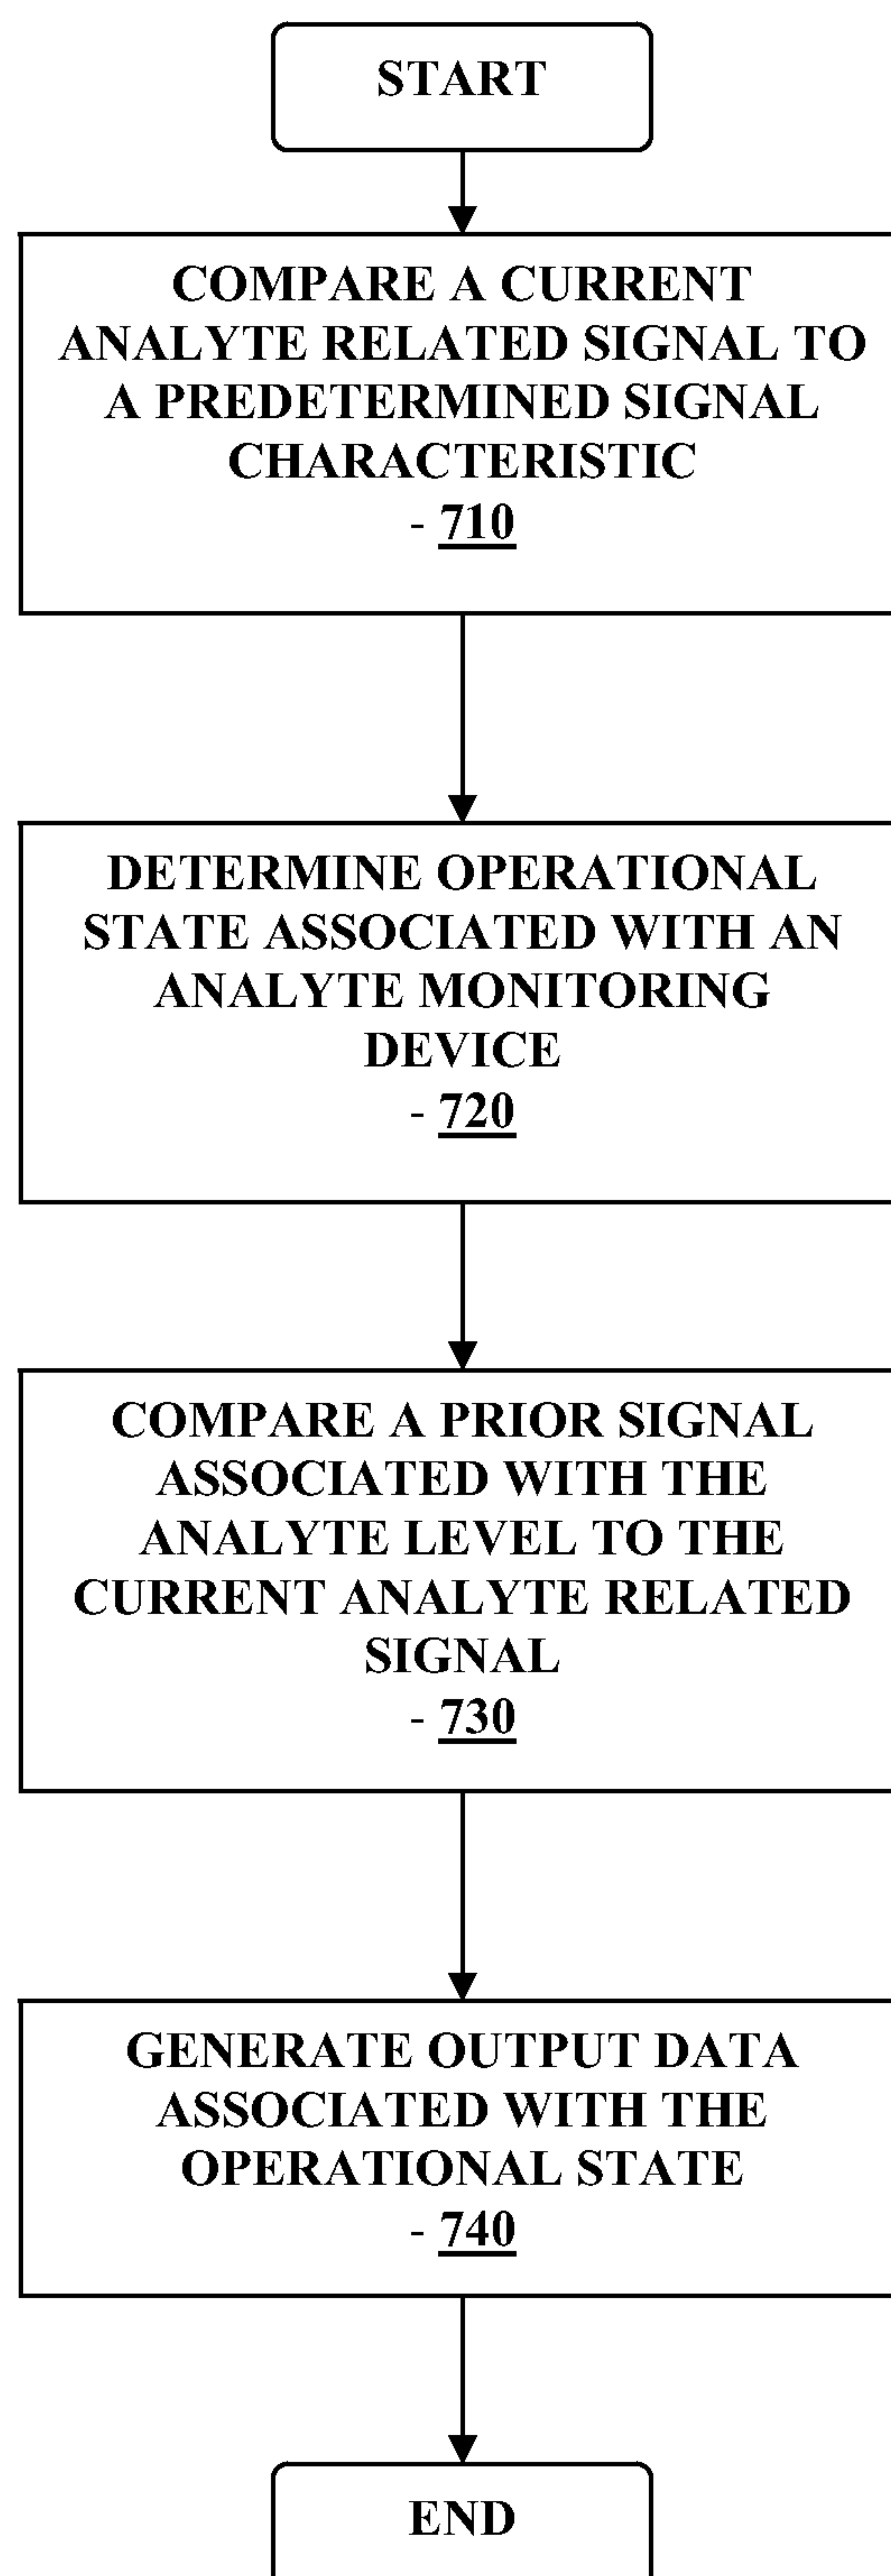 START
COMPARE A CURRENT
ANALYTE RELATED SIGNAL TO
A PREDETERMINED SIGNAL
CHARACTERISTIC
- 710
DETERMINE OPERATIONAL
STATE ASSOCIATED WITH AN
ANALYTE MONITORING
DEVICE
- 720
COMPARE A PRIOR SIGNAL
ASSOCIATED WITH THE
ANALYTE LEVEL TO THE
CURRENT ANALYTE RELATED
SIGNAL
- 730
GENERATE OUTPUT DATA
ASSOCIATED WITH THE
OPERATIONAL STATE
- 740
END